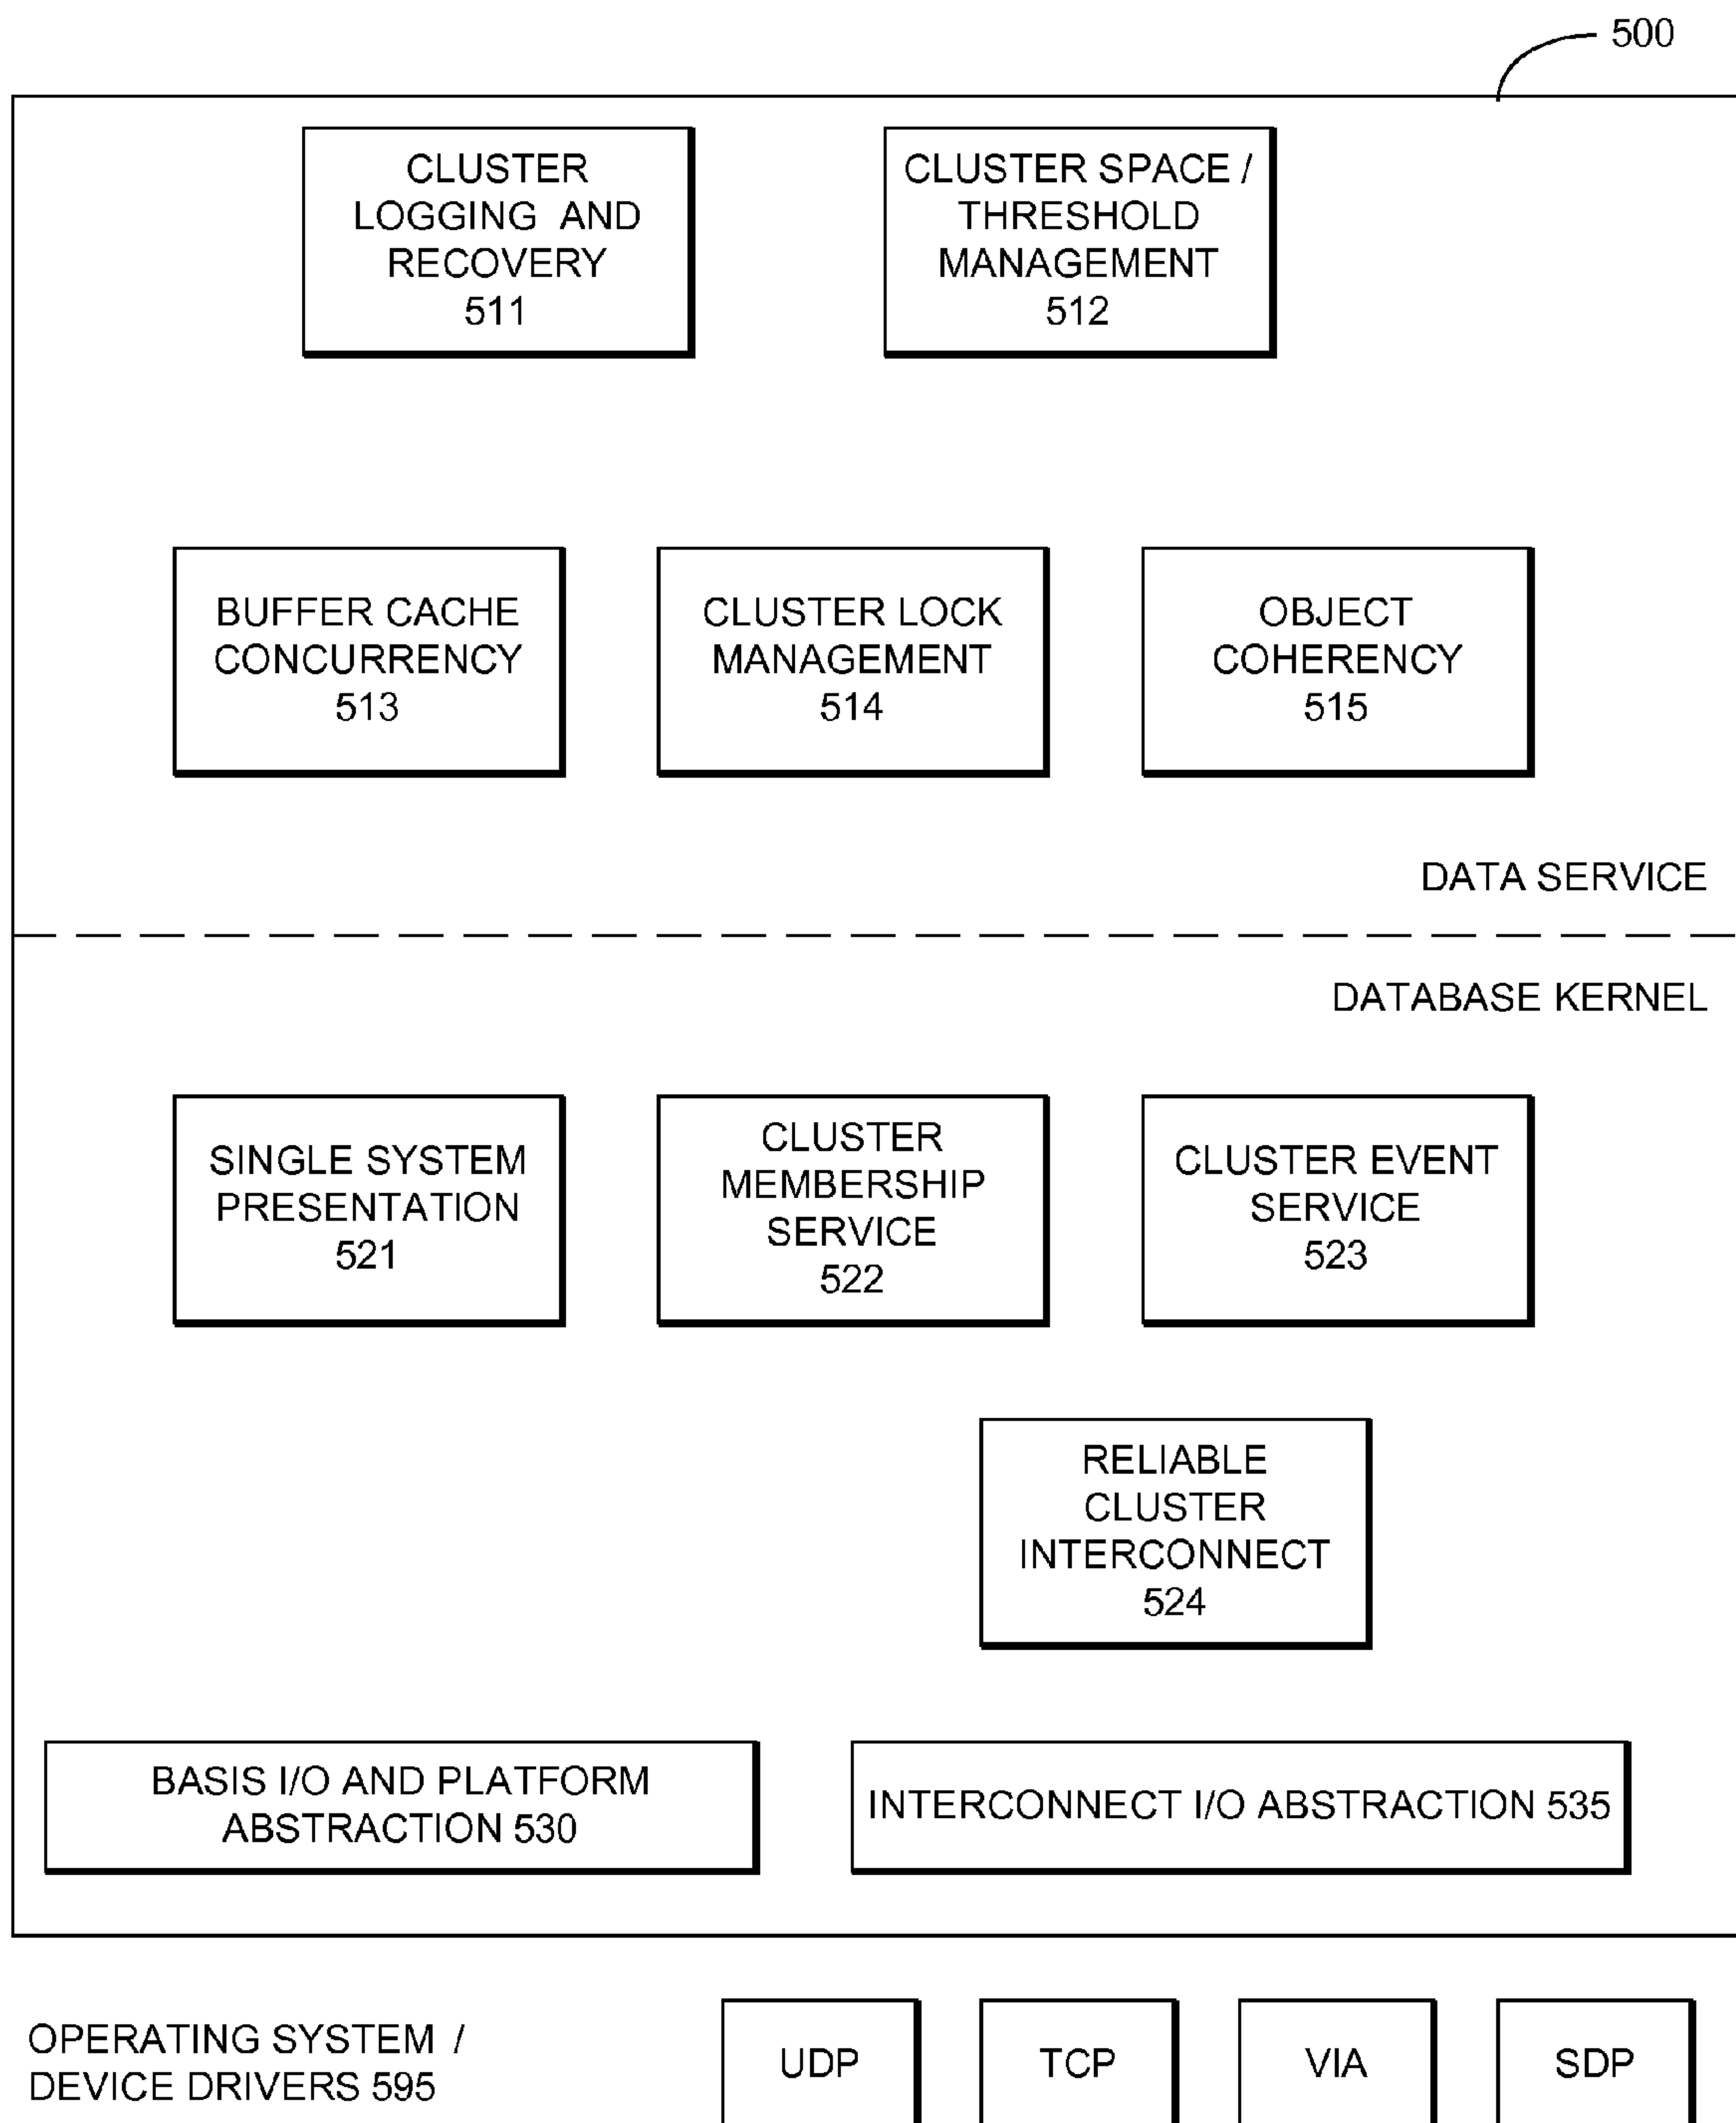 500
CLUSTER
LOGGING AND
RECOVERY
511
CLUSTER SPACE /
THRESHOLD
MANAGEMENT
512
BUFFER CACHE
CONCURRENCY
513
CLUSTER LOCK
MANAGEMENT
514
OBJECT
COHERENCY
515
DATA SERVICE
DATABASE KERNEL
SINGLE SYSTEM
PRESENTATION
521
CLUSTER
MEMBERSHIP
SERVICE
522
CLUSTER EVENT
SERVICE
523
RELIABLE
CLUSTER
INTERCONNECT
524
BASIS I/O AND PLATFORM
ABSTRACTION 530
INTERCONNECT I/O ABSTRACTION 535
OPERATING SYSTEM /
DEVICE DRIVERS 595
UDP
TCP
VIA
SDP